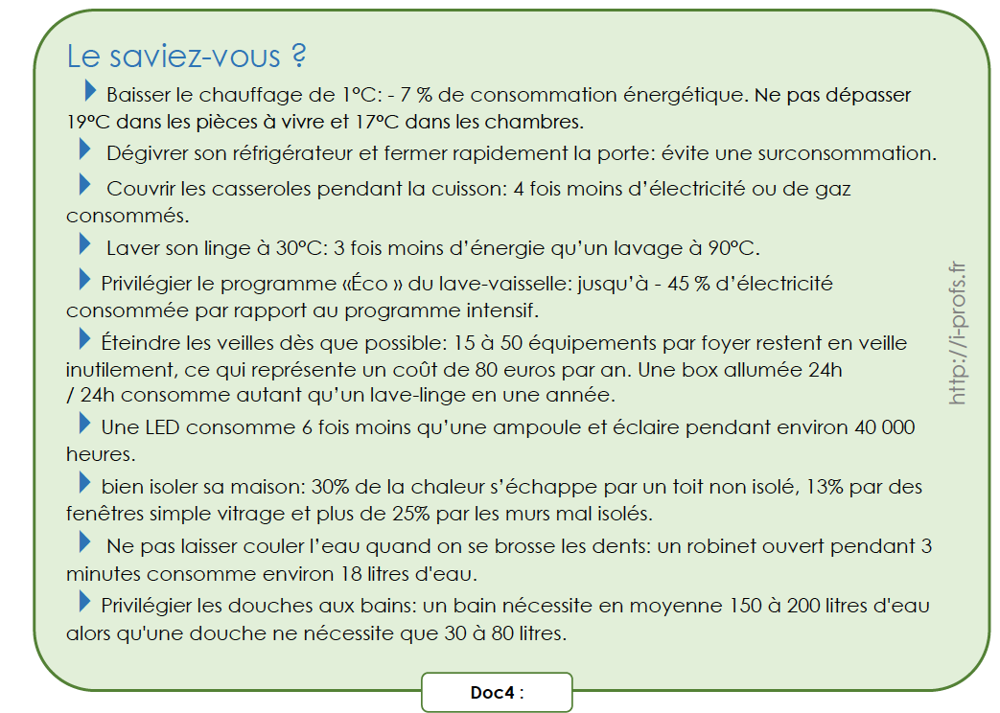 Le saviez-vous ?
Baisser le chauffage de 1°C: - 7 % de consommation énergétique. Ne pas dépasser
19°C dans les pièces à vivre et 17°C dans les chambres.
Dégivrer son réfrigérateur et fermer rapidement la porte: évite une surconsommation.
Couvrir les casseroles pendant la cuisson: 4 fois moins d'électricité ou de gaz
consommés.
Laver son linge à 30°C: 3 fois moins d'énergie qu'un lavage à 90°C.
Privilégier le programme «Éco » du lave-vaisselle: jusqu'à - 45 % d'électricité
consommée par rapport au programme intensif.
Éteindre les veilles dès que possible: 15 à 50 équipements par foyer restent en veille
inutilement, ce qui représente un coût de 80 euros par an. Une box allumée 24h
/ 24h consomme autant qu'un lave-linge en une année.
Une LED consomme 6 fois moins qu'une ampoule et éclaire pendant environ 40 000
heures.
bien isoler sa maison: 30% de la chaleur s'échappe par un toit non isolé, 13% par des
fenêtres simple vitrage et plus de 25% par les murs mal isolés.
Ne pas laisser couler l'eau quand on se brosse les dents: un robinet ouvert pendant 3
minutes consomme environ 18 litres d'eau.
Privilégier les douches aux bains: un bain nécessite en moyenne 150 à 200 litres d'eau
alors qu'une douche ne nécessite que 30 à 80 litres.
http://i-profs.fr
Doc4 :